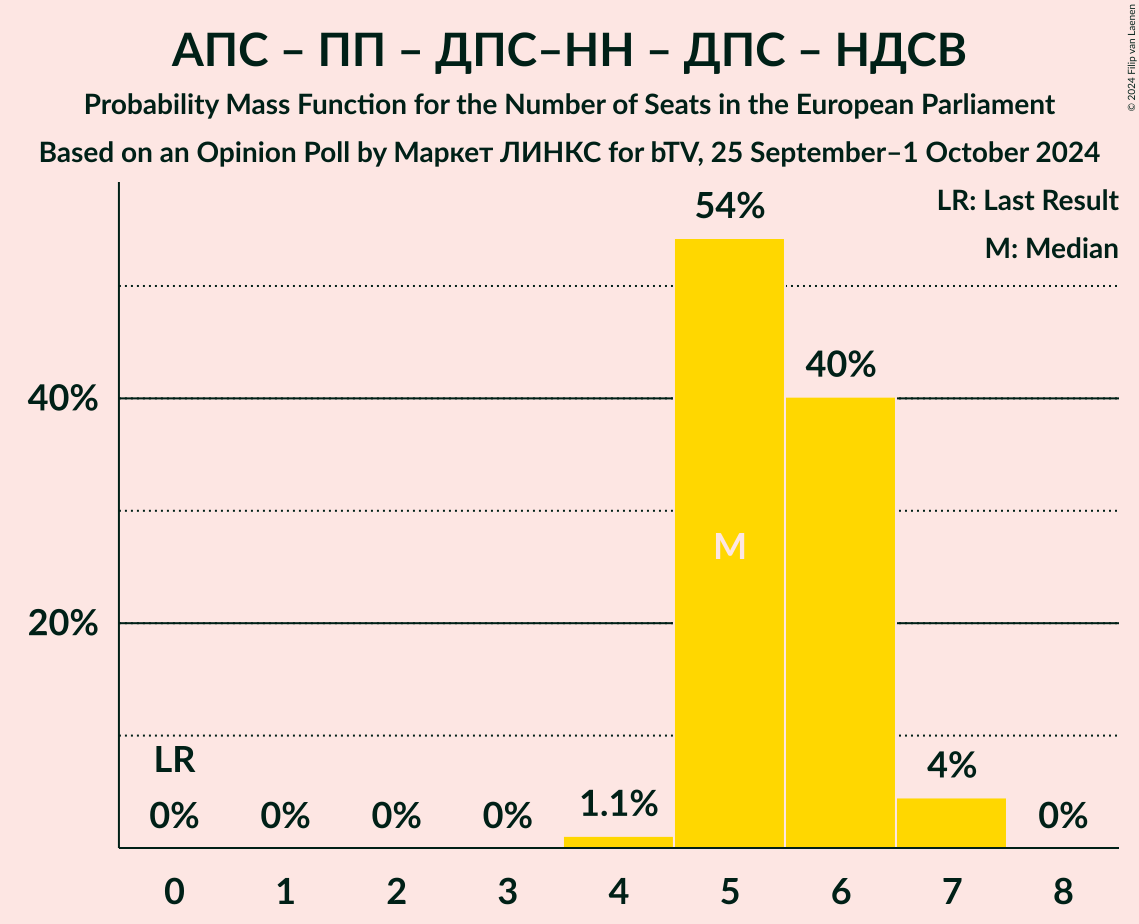 АПС – ПП – ДПС–НН – ДПС – НДСВ
Probability Mass Function for the Number of Seats in the European Parliament
Based on an Opinion Poll by Маркет ЛИНКС for bTV, 25 September–1 October 2024
© 2024 Filip van Laenen
LR: Last Result
M: Median
54%
40%
40%
M
20%
LR
4%
1.1%
0% 0% 0% 0% 0%
0 1 2 3 4 5 6 7 8